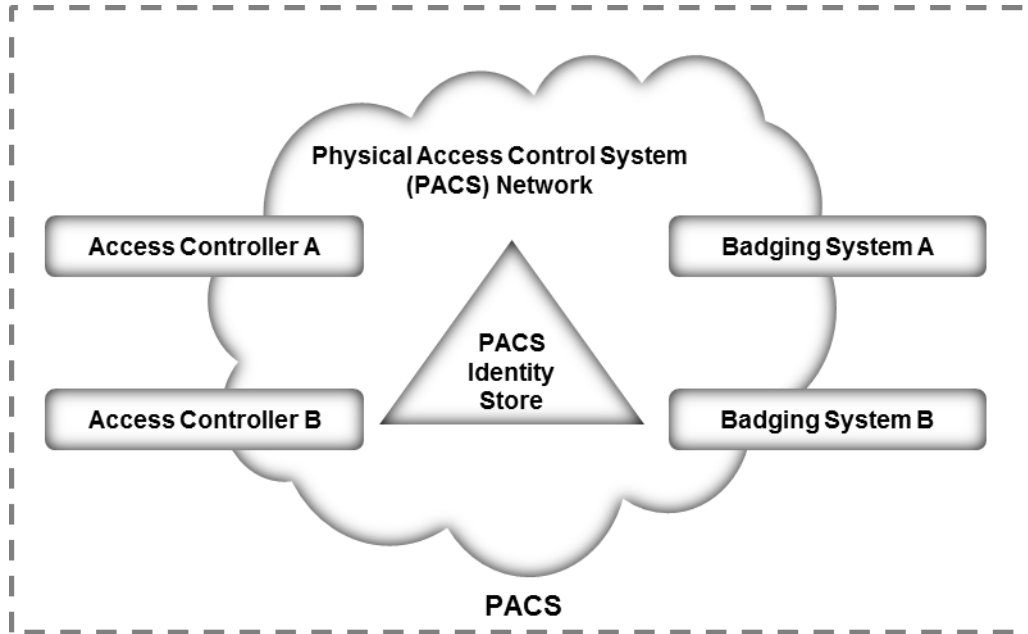 Physical Access Control System
(PACS) Network
Access Controller A
Badging System A
PACS
Identity
Store
Access Controller B
Badging System B
PACS